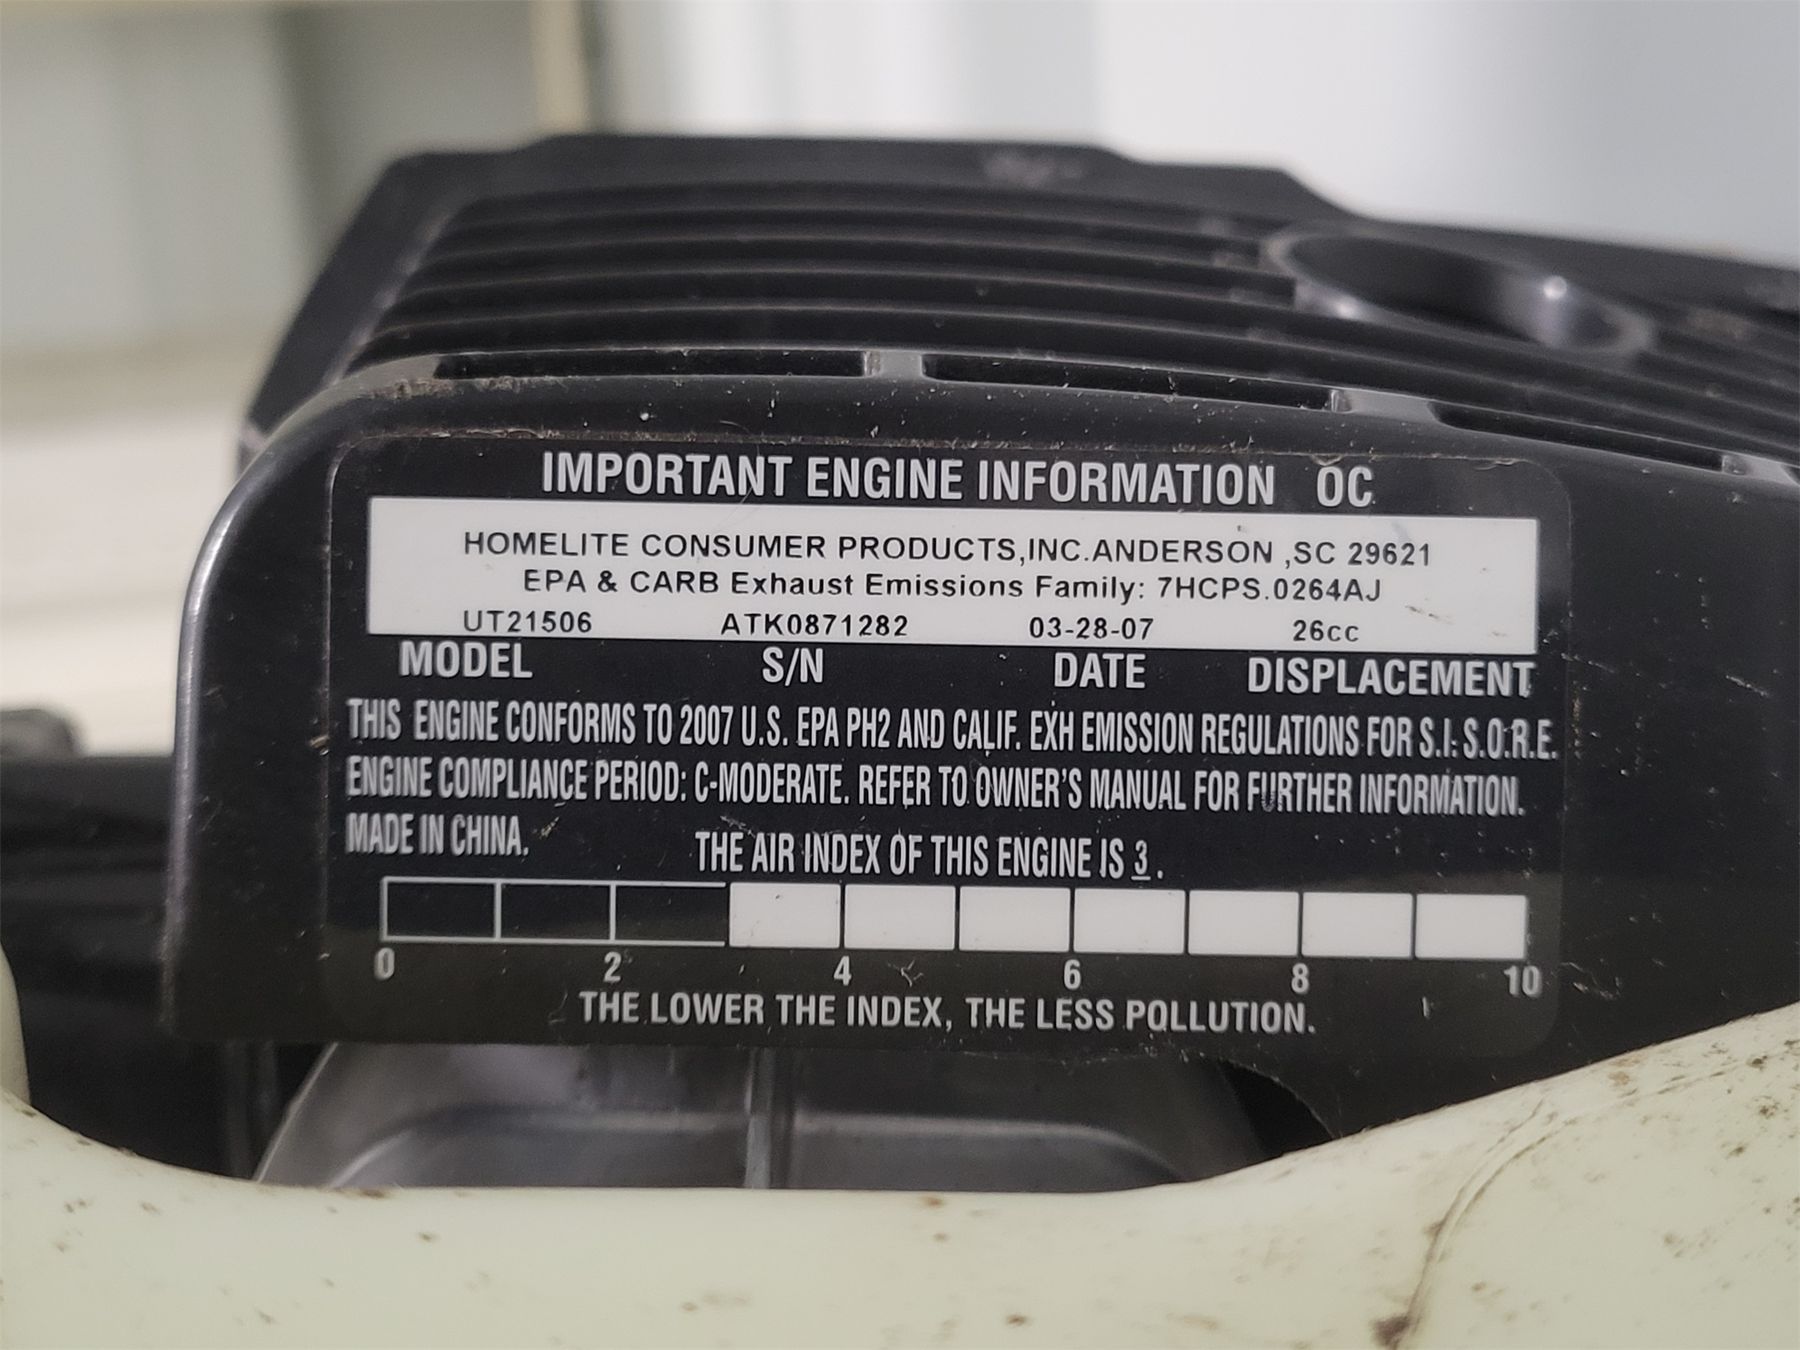 IMPORTANT ENGINE INFORMATION OC
HOMELITE CONSUMER PRODUCTS,INC.ANDERSON ,SC 29621
EPA & CARB Exhaust Emissions Family: 7HCPS.0264AJ
UT21506 ATK0871282 03-28-07 26cc
MODEL S/N DATE DISPLACEMENT
THIS ENGINE CONFORMS TO 2007 U.S. EPA PH2 AND CALIF. EXH EMISSION REGULATIONS FOR S.I. S.O.R.E.
ENGINE COMPLIANCE PERIOD: C-MODERATE. REFER TO OWNER'S MANUAL FOR FURTHER INFORMATION.
MADE IN CHINA. THE AIR INDEX OF THIS ENGINE IS 3.
0 2 4 6 8 10
THE LOWER THE INDEX, THE LESS POLLUTION.